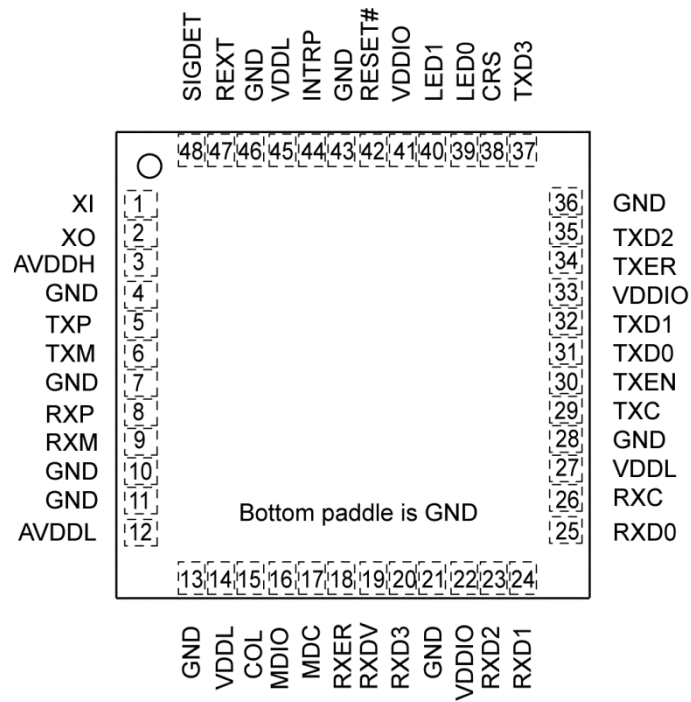 SIGDET REXT GND VDDL INTRP GND RESET# VDDIO LED1 LED0 CRS TXD3
48 47 46 45 44 43 42 41 40 39 38 37
XI 1 36 GND
XO 2 35 TXD2
AVDDH 3 34 TXER
GND 4 33 VDDIO
TXP 5 32 TXD1
TXM 6 31 TXD0
GND 7 30 TXEN
RXP 8 29 TXC
RXM 9 28 GND
GND 10 27 VDDL
GND 11 26 RXC
AVDDL 12 25 RXD0
Bottom paddle is GND
13 14 15 16 17 18 19 20 21 22 23 24
GND VDDL COL MDIO MDC RXER RXDV RXD3 GND VDDIO RXD2 RXD1